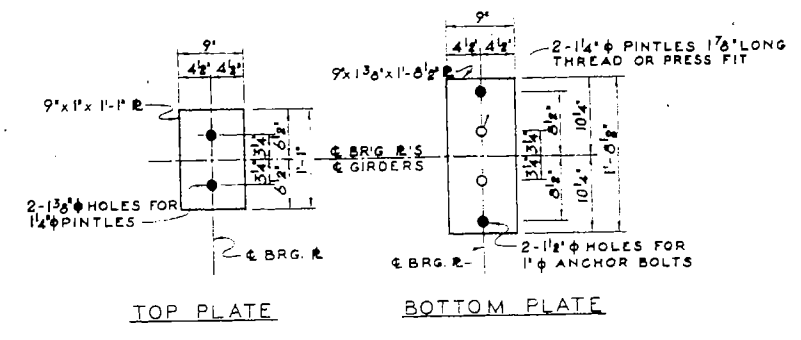 9"
4½" 4½"
9" x 1" x 1'-1" ℞
3¼" 3¼"
6½" 6½"
1'-1"
2-1⅜" ϕ HOLES FOR
1¼" ϕ PINTLES
℄ BRG. ℞
TOP PLATE
9"
4½" 4½"
2-1¼" ϕ PINTLES 1⅞" LONG
THREAD OR PRESS FIT
9" x 1⅜" x 1'-8½" ℞
℄ BR'G ℞'S
℄ GIRDERS
3¼" 3¼"
8½" 8½"
10¼" 10¼"
1'-8½"
2-1½" ϕ HOLES FOR
1" ϕ ANCHOR BOLTS
℄ BRG. ℞
BOTTOM PLATE